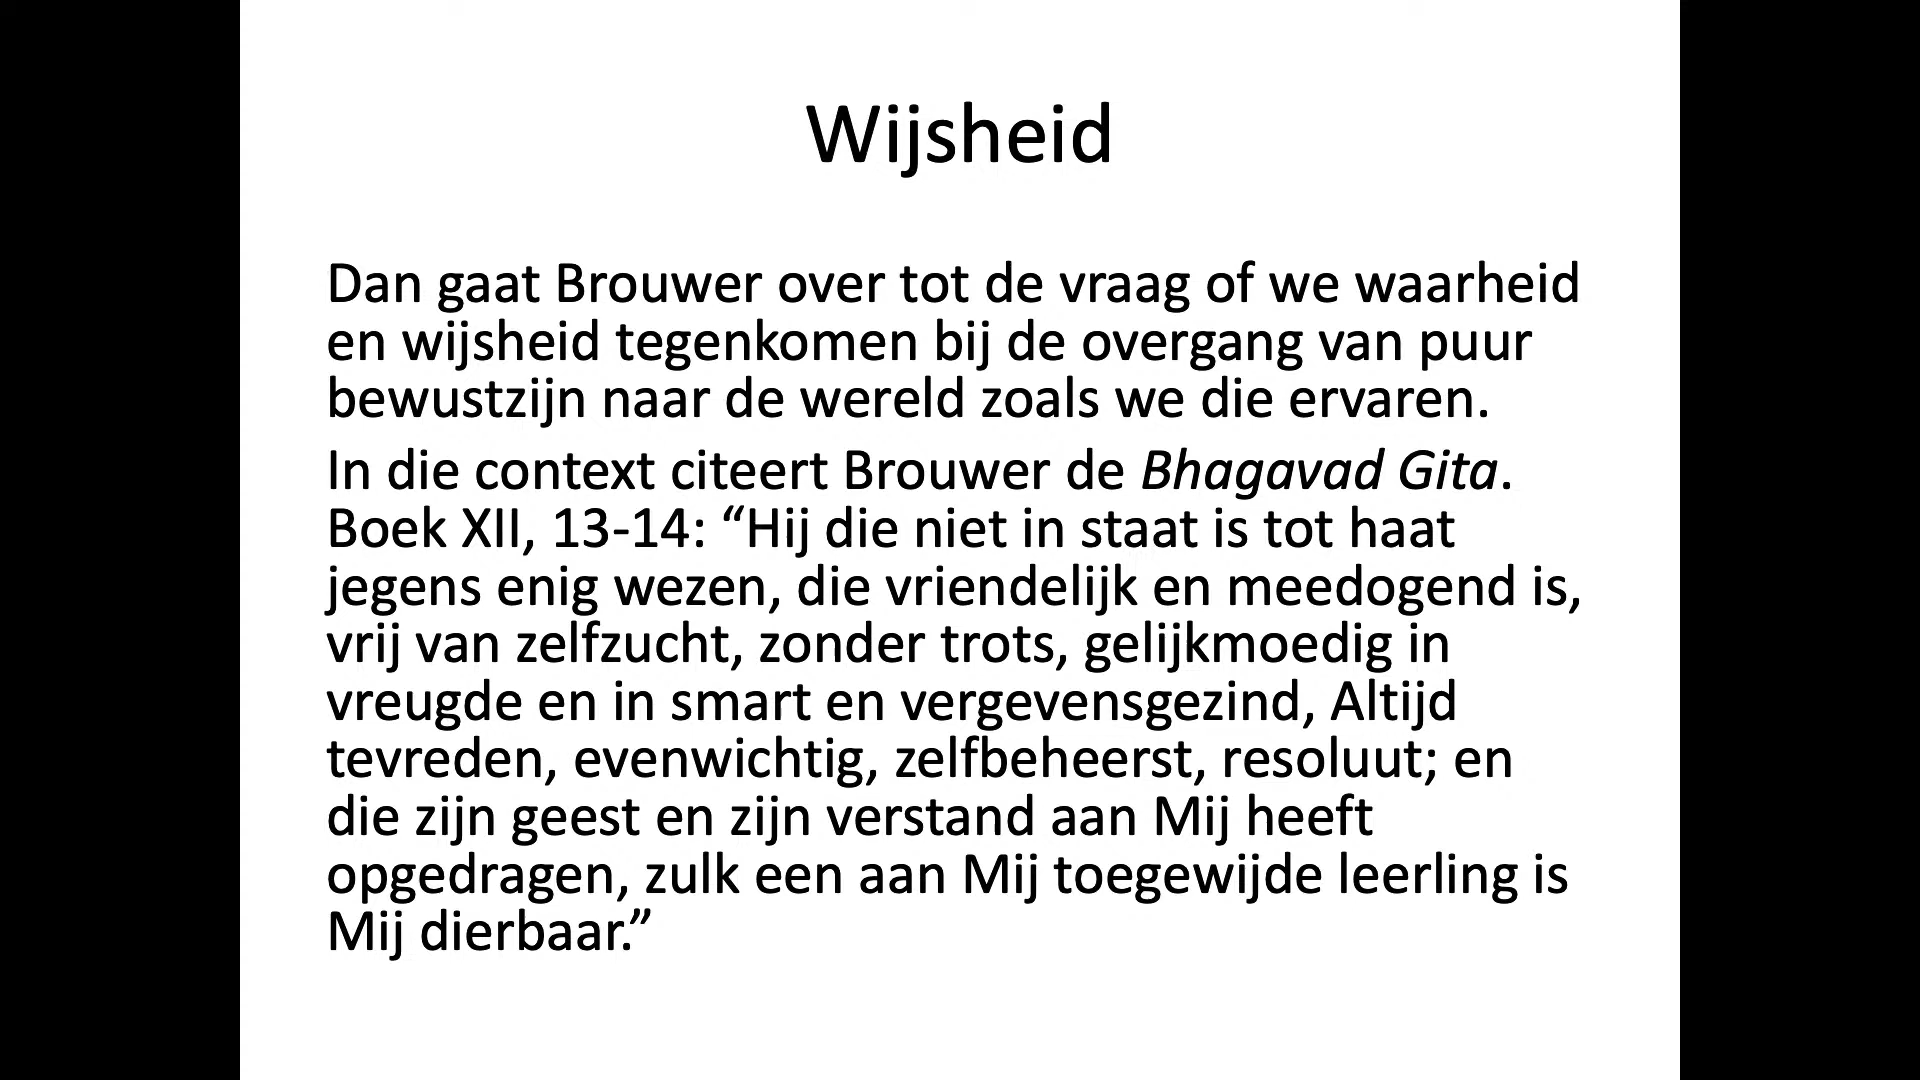 Wijsheid
Dan gaat Brouwer over tot de vraag of we waarheid
en wijsheid tegenkomen bij de overgang van puur
bewustzijn naar de wereld zoals we die ervaren.
In die context citeert Brouwer de Bhagavad Gita.
Boek XII, 13-14: “Hij die niet in staat is tot haat
jegens enig wezen, die vriendelijk en meedogend is,
vrij van zelfzucht, zonder trots, gelijkmoedig in
vreugde en in smart en vergevensgezind, Altijd
tevreden, evenwichtig, zelfbeheerst, resoluut; en
die zijn geest en zijn verstand aan Mij heeft
opgedragen, zulk een aan Mij toegewijde leerling is
Mij dierbaar.”